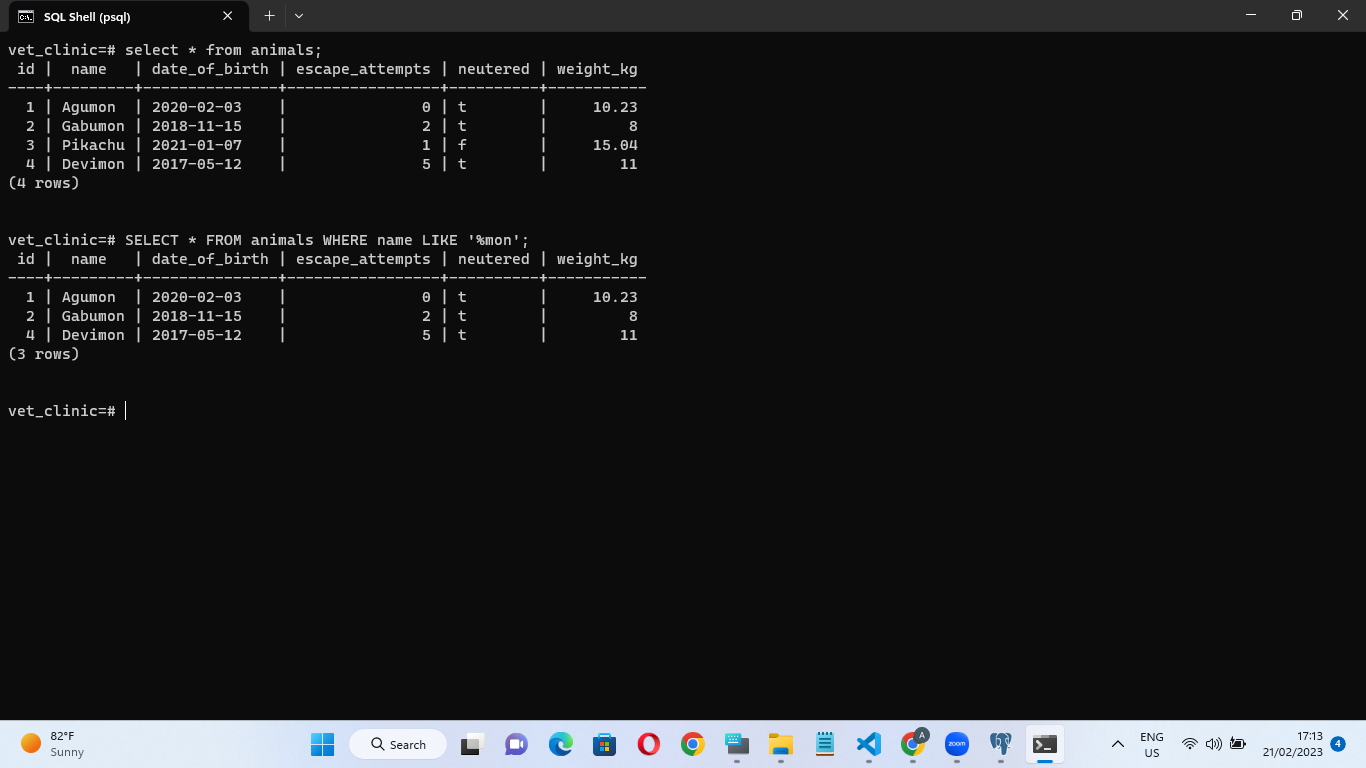 SQL Shell (psql)
vet_clinic=# select * from animals;
 id |  name   | date_of_birth | escape_attempts | neutered | weight_kg
----+---------+---------------+-----------------+----------+-----------
  1 | Agumon  | 2020-02-03    |               0 | t        |     10.23
  2 | Gabumon | 2018-11-15    |               2 | t        |         8
  3 | Pikachu | 2021-01-07    |               1 | f        |     15.04
  4 | Devimon | 2017-05-12    |               5 | t        |        11
(4 rows)
vet_clinic=# SELECT * FROM animals WHERE name LIKE '%mon';
 id |  name   | date_of_birth | escape_attempts | neutered | weight_kg
----+---------+---------------+-----------------+----------+-----------
  1 | Agumon  | 2020-02-03    |               0 | t        |     10.23
  2 | Gabumon | 2018-11-15    |               2 | t        |         8
  4 | Devimon | 2017-05-12    |               5 | t        |        11
(3 rows)
vet_clinic=#
82°F
Sunny
Search
A
zoom
ENG
US
17:13
21/02/2023
4